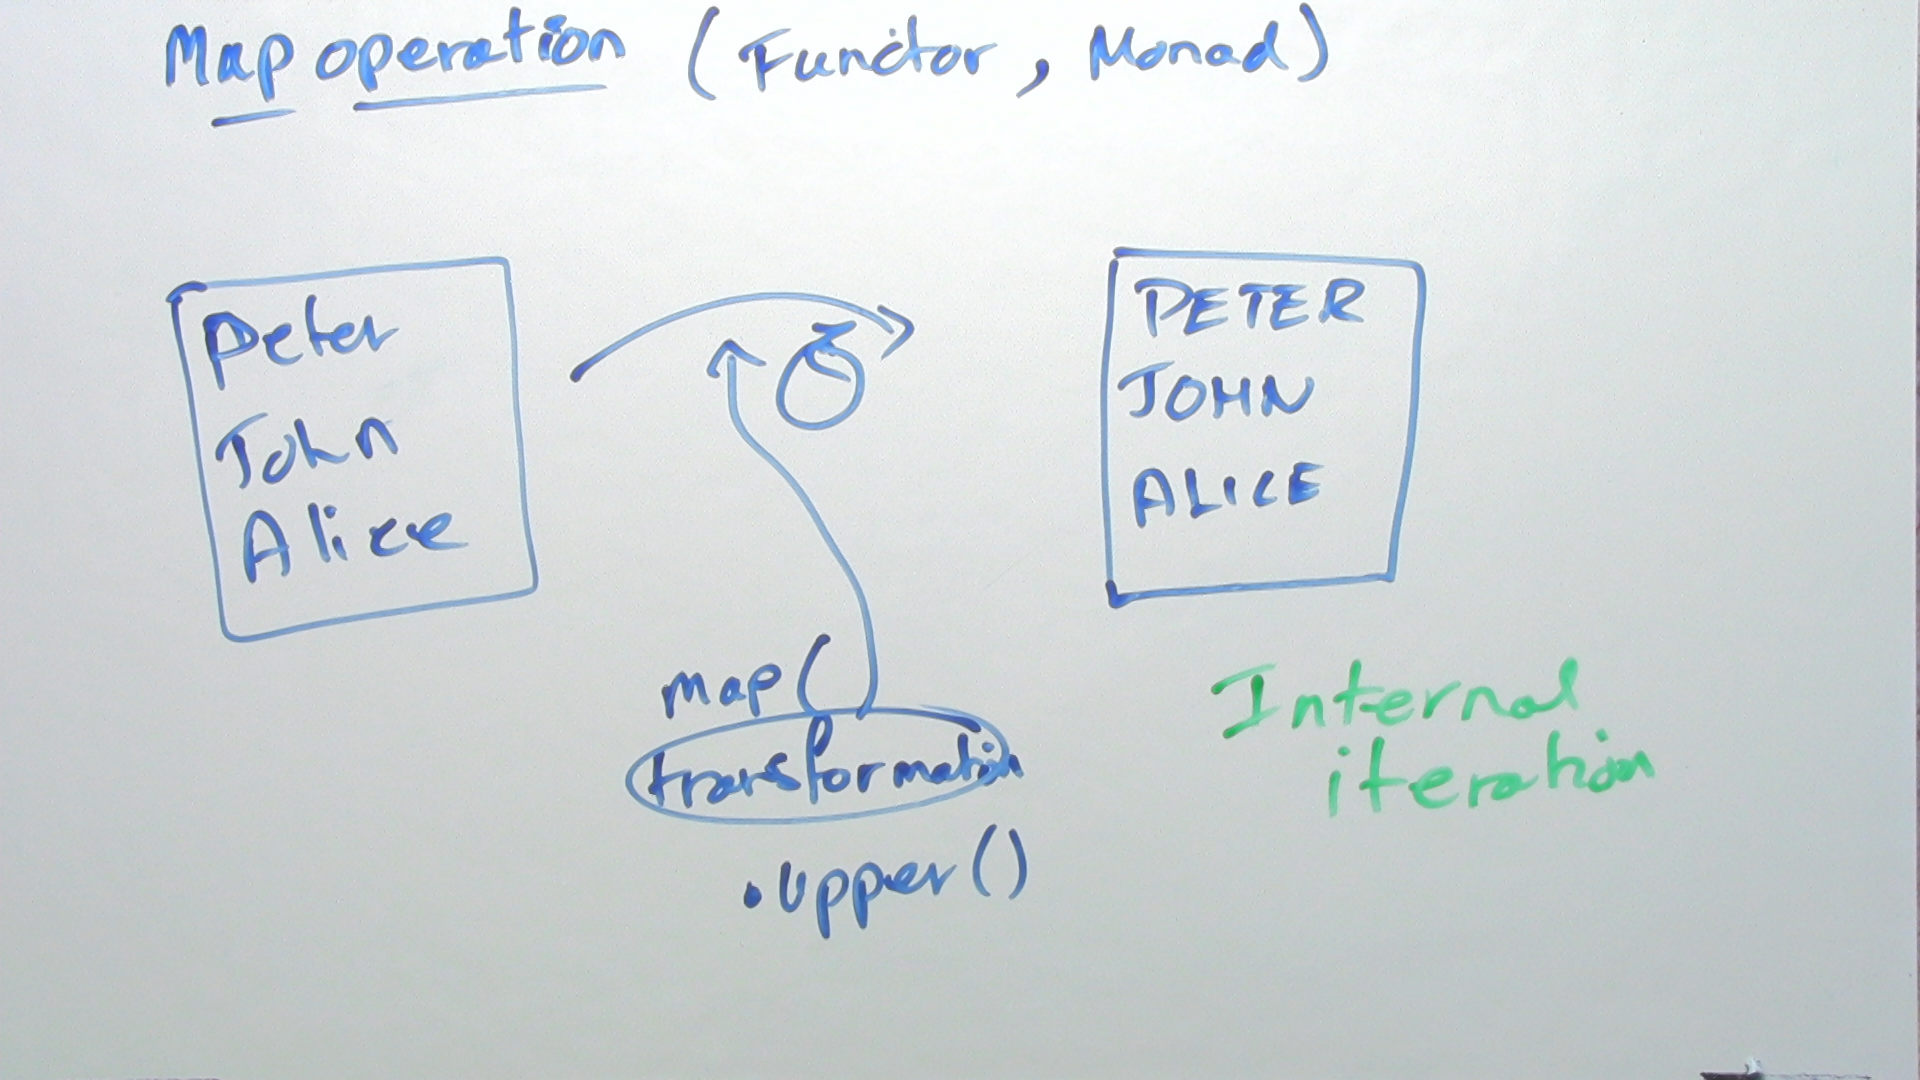 Map operation (Functor, Monad)
Peter
John
Alice
PETER
JOHN
ALICE
map(
transformation
.upper()
Internal
iteration